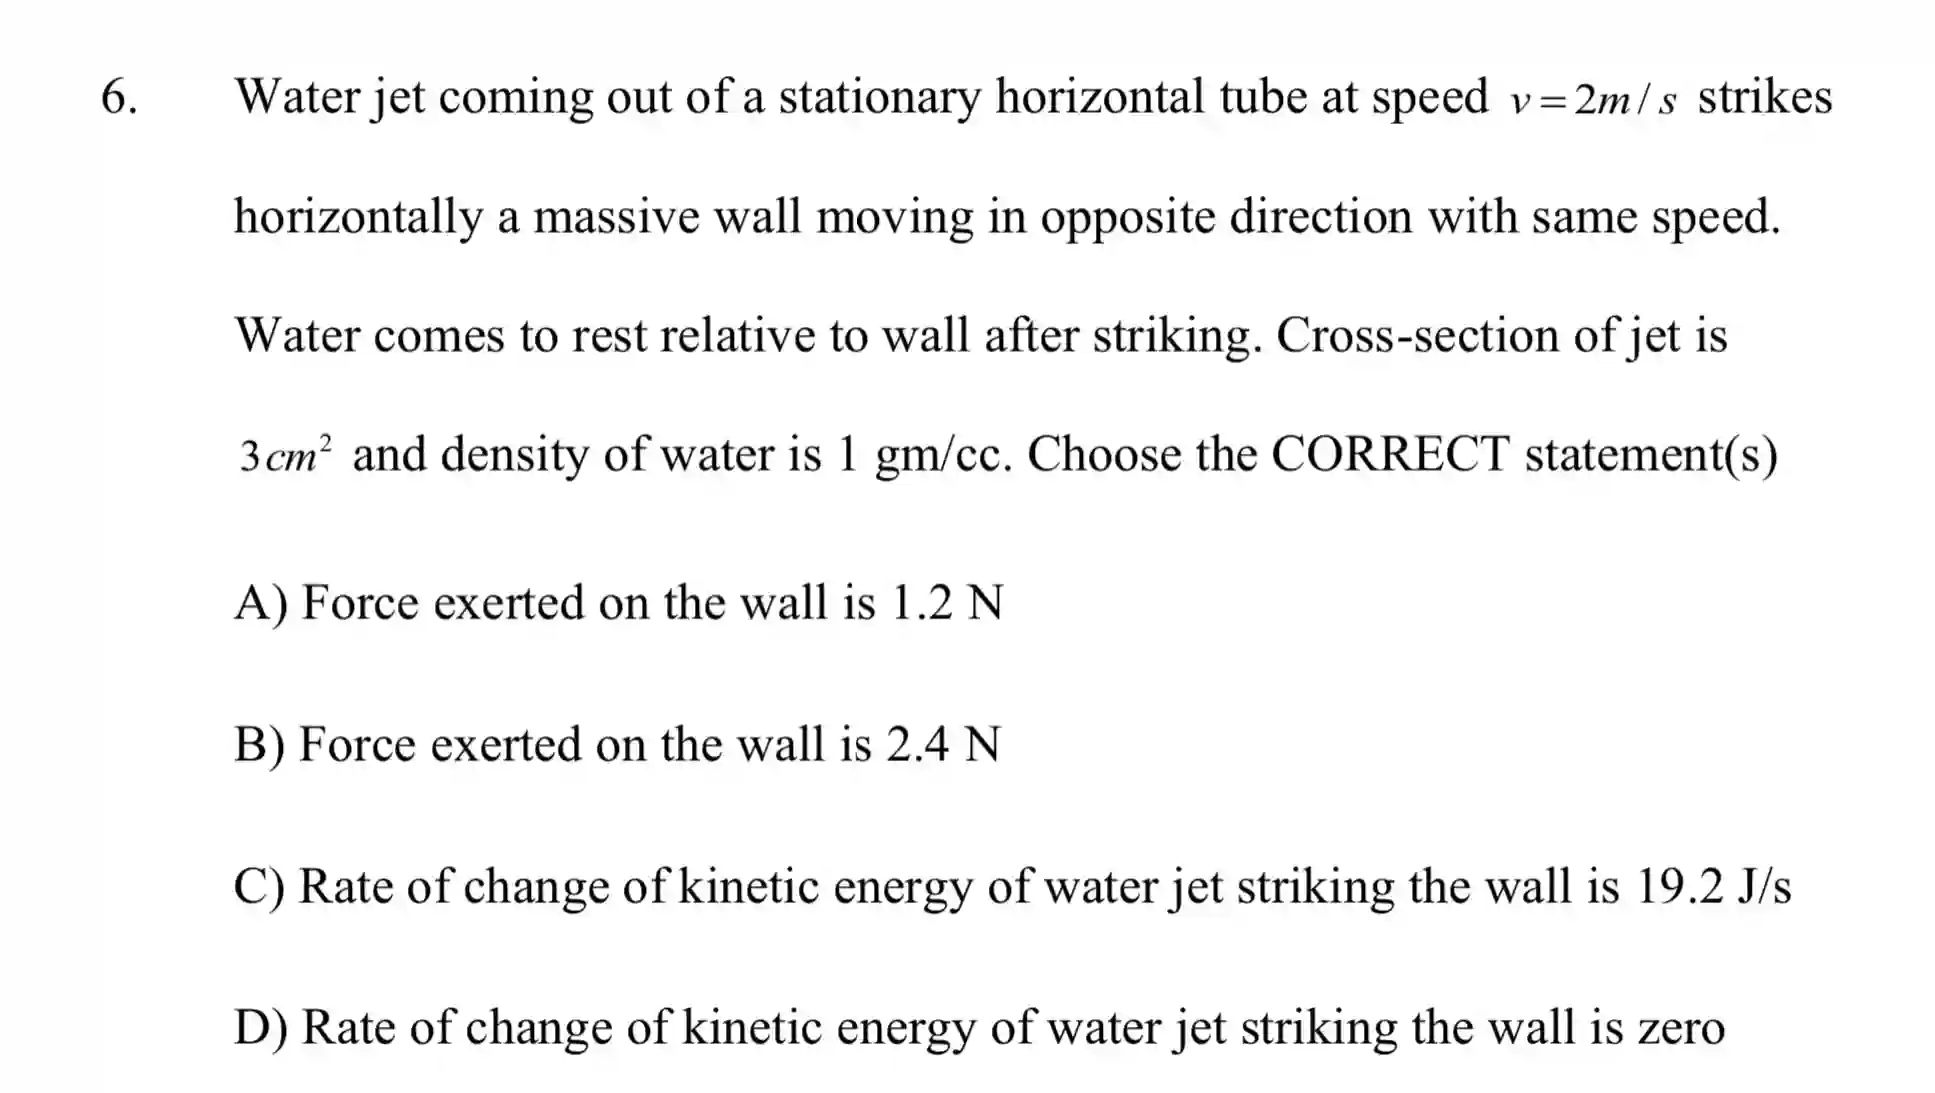 6. Water jet coming out of a stationary horizontal tube at speed v=2m/s strikes
horizontally a massive wall moving in opposite direction with same speed.
Water comes to rest relative to wall after striking. Cross-section of jet is
3cm² and density of water is 1 gm/cc. Choose the CORRECT statement(s)
A) Force exerted on the wall is 1.2 N
B) Force exerted on the wall is 2.4 N
C) Rate of change of kinetic energy of water jet striking the wall is 19.2 J/s
D) Rate of change of kinetic energy of water jet striking the wall is zero